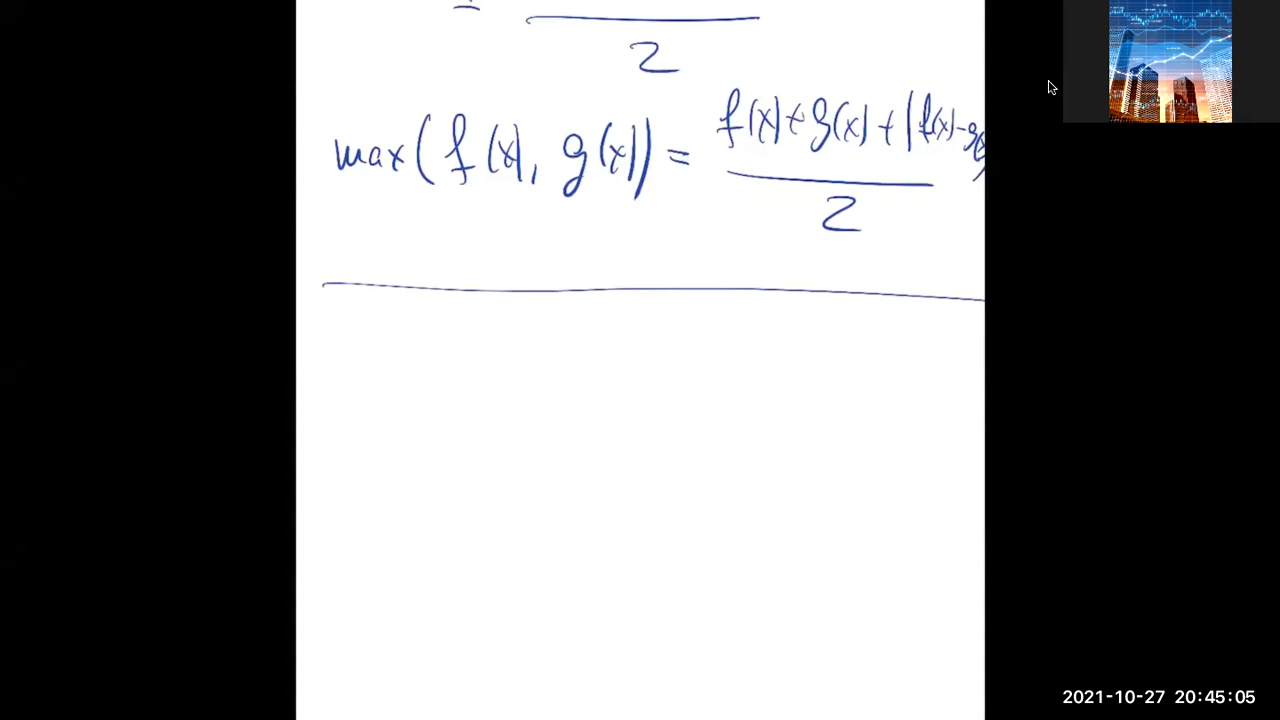 2
max(f(x), g(x)) = f(x)+g(x)+|f(x)-g(x)
2
2021-10-27 20:45:05